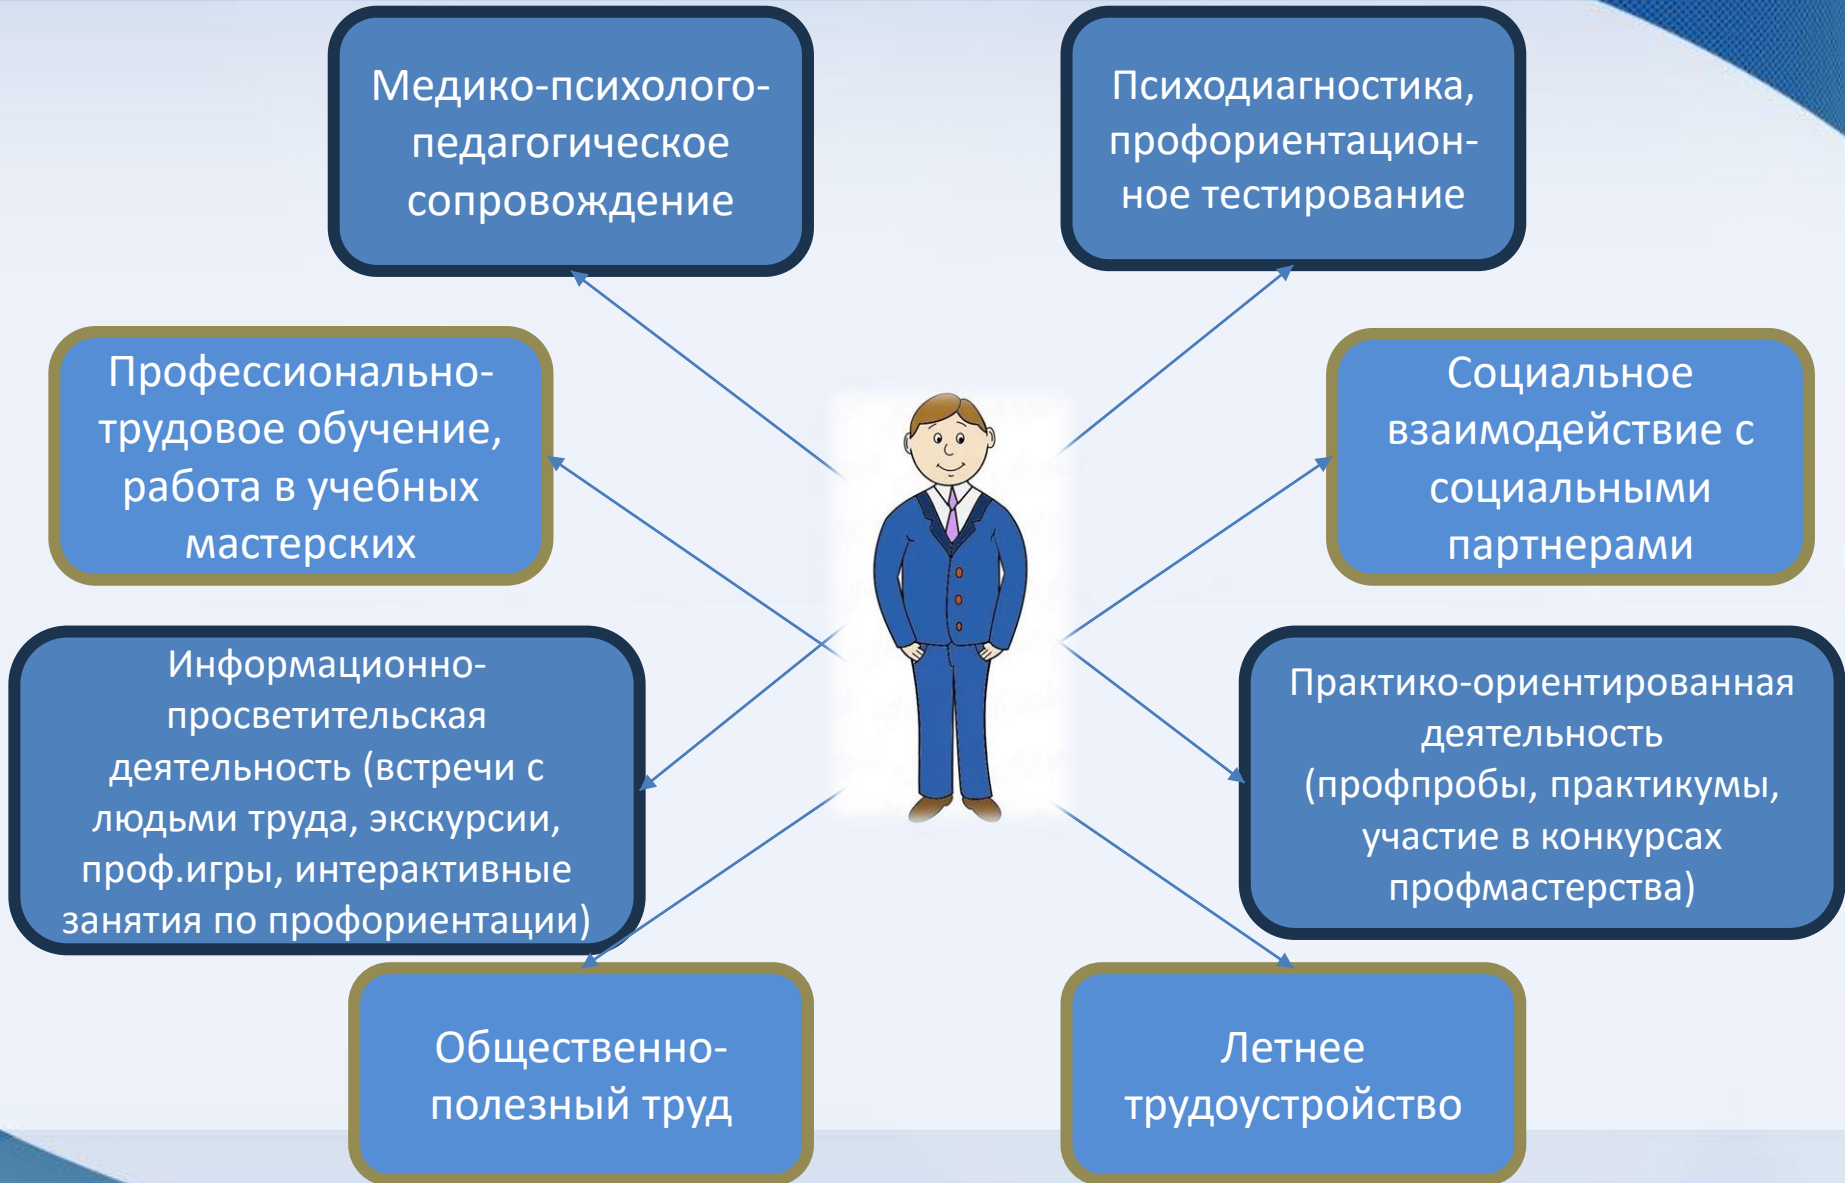 Медико-психолого-
педагогическое
сопровождение
Психодиагностика,
профориентацион-
ное тестирование
Профессионально-
трудовое обучение,
работа в учебных
мастерских
Социальное
взаимодействие с
социальными
партнерами
Информационно-
просветительская
деятельность (встречи с
людьми труда, экскурсии,
проф.игры, интерактивные
занятия по профориентации)
Практико-ориентированная
деятельность
(профпробы, практикумы,
участие в конкурсах
профмастерства)
Общественно-
полезный труд
Летнее
трудоустройство